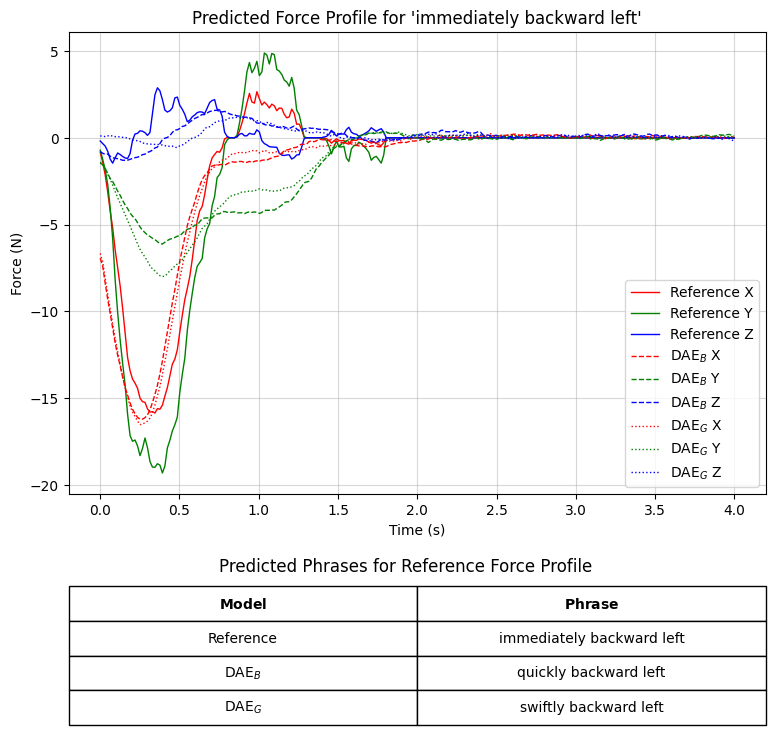 Predicted Force Profile for 'immediately backward left'
Force (N)
5
0
−5
−10
−15
−20
Reference X
Reference Y
Reference Z
DAE_B X
DAE_B Y
DAE_B Z
DAE_G X
DAE_G Y
DAE_G Z
0.0 0.5 1.0 1.5 2.0 2.5 3.0 3.5 4.0
Time (s)
Predicted Phrases for Reference Force Profile
Model Phrase
Reference immediately backward left
DAE_B quickly backward left
DAE_G swiftly backward left